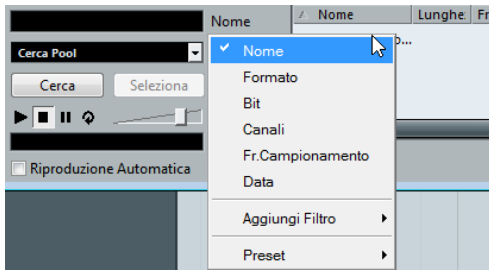 Nome
Nome
Lunghe:
Fr
Cerca Pool
Cerca
Seleziona
Riproduzione Automatica
Nome
Formato
Bit
Canali
Fr.Campionamento
Data
Aggiungi Filtro
Preset